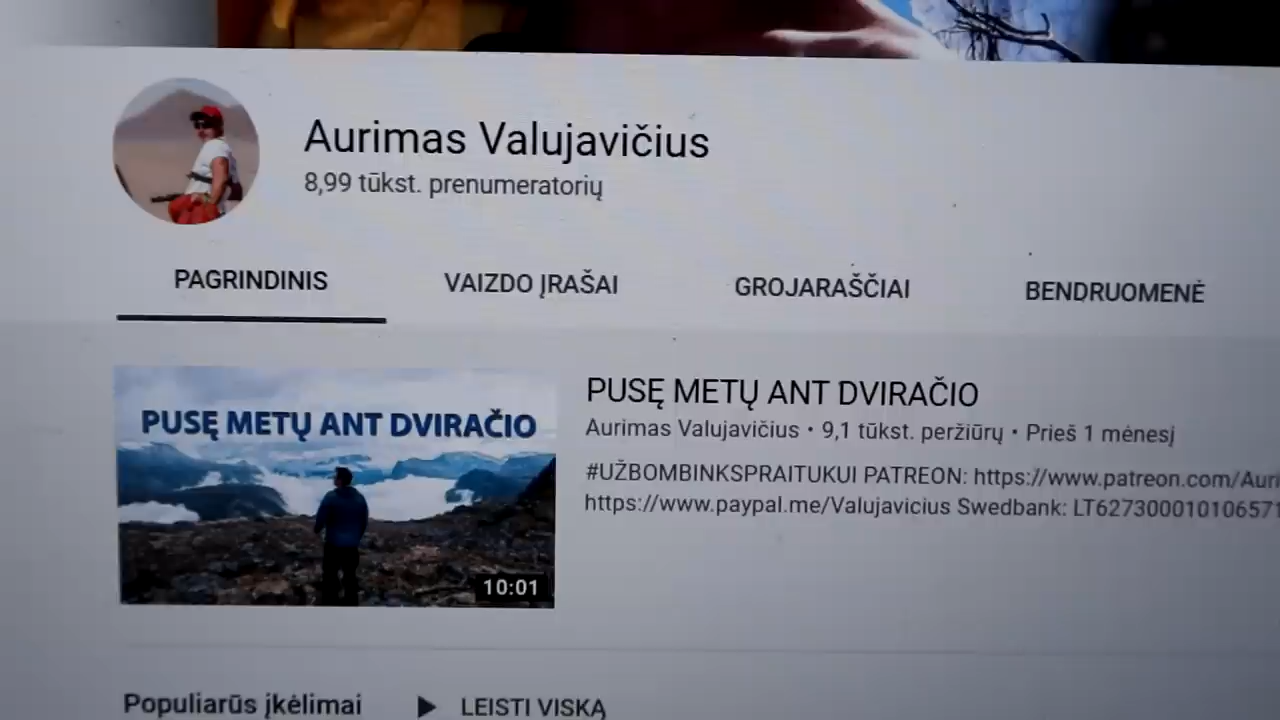 Aurimas Valujavičius
8,99 tūkst. prenumeratorių
PAGRINDINIS
VAIZDO ĮRAŠAI
GROJARAŠČIAI
BENDRUOMENĖ
PUSĘ METŲ ANT DVIRAČIO
10:01
PUSĘ METŲ ANT DVIRAČIO
Aurimas Valujavičius • 9,1 tūkst. peržiūrų • Prieš 1 mėnesį
#UŽBOMBINKSPRAITUKUI PATREON: https://www.patreon.com/Aur
https://www.paypal.me/Valujavicius Swedbank: LT627300010106571
Populiarūs įkėlimai
LEISTI VISKĄ